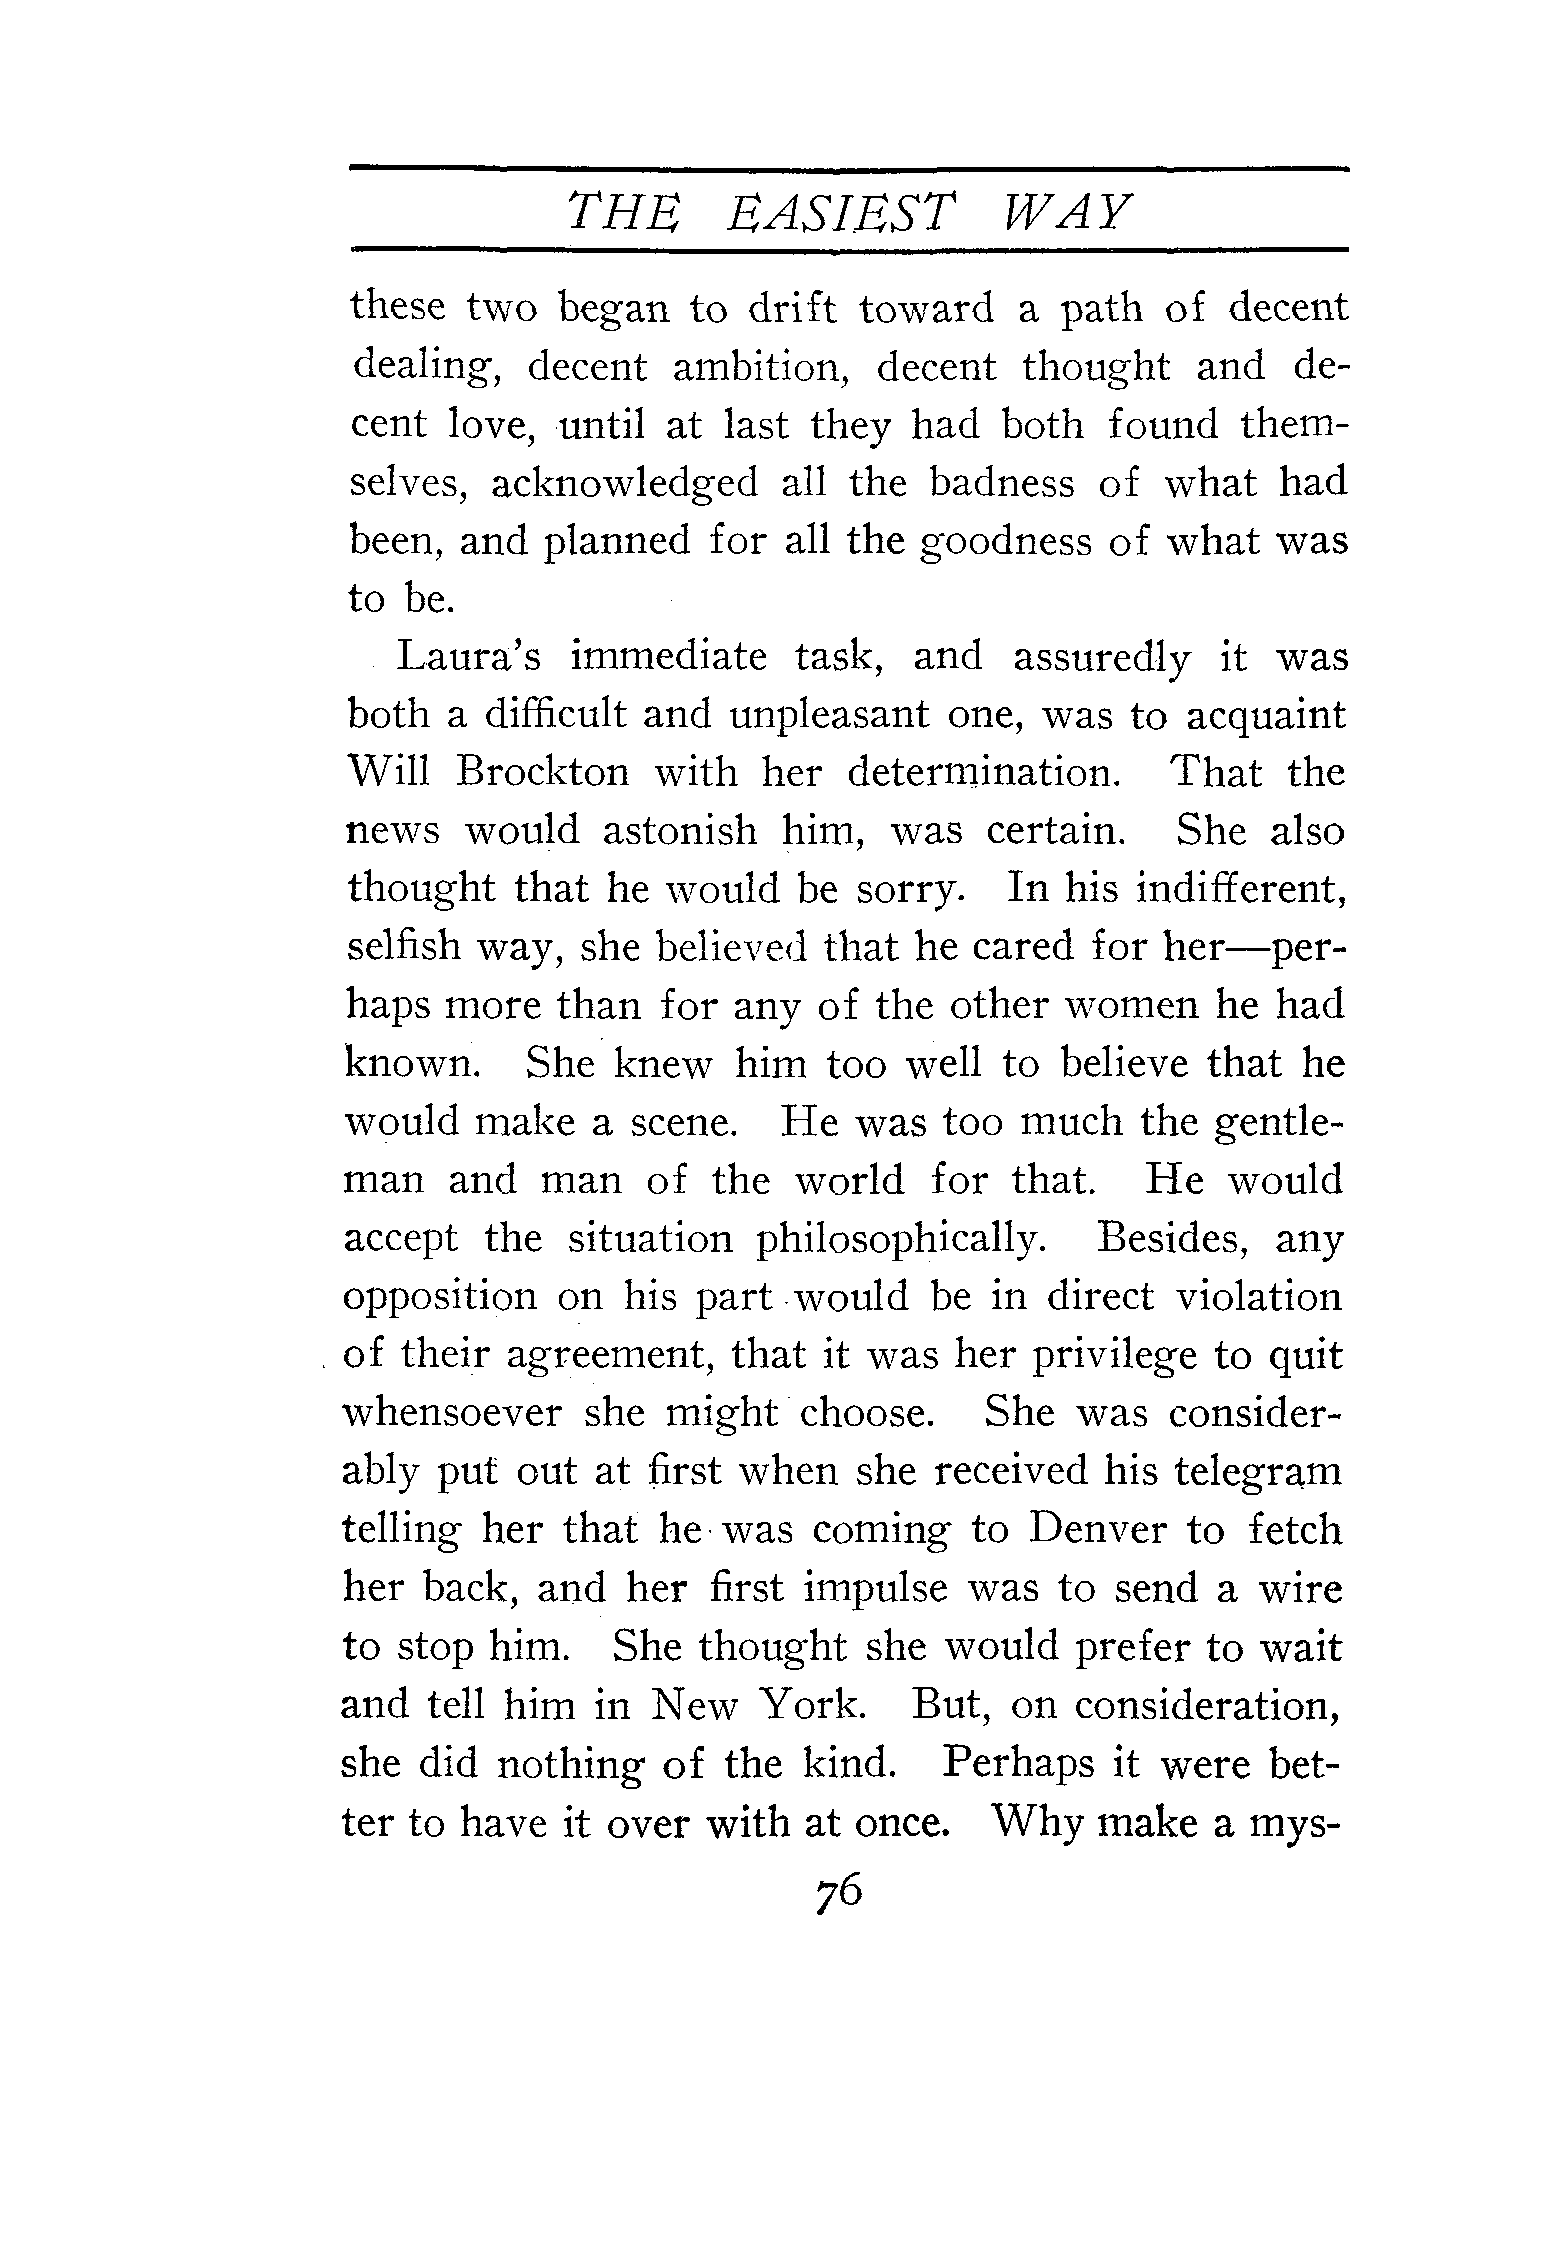 THE EASIEST WAY
these two began to drift toward a path of decent
dealing, decent ambition, decent thought and de-
cent love, until at last they had both found them-
selves, acknowledged all the badness of what had
been, and planned for all the goodness of what was
to be.
Laura's immediate task, and assuredly it was
both a difficult and unpleasant one, was to acquaint
Will Brockton with her determination. That the
news would astonish him, was certain. She also
thought that he would be sorry. In his indifferent,
selfish way, she believed that he cared for her—per-
haps more than for any of the other women he had
known. She knew him too well to believe that he
would make a scene. He was too much the gentle-
man and man of the world for that. He would
accept the situation philosophically. Besides, any
opposition on his part would be in direct violation
of their agreement, that it was her privilege to quit
whensoever she might choose. She was consider-
ably put out at first when she received his telegram
telling her that he was coming to Denver to fetch
her back, and her first impulse was to send a wire
to stop him. She thought she would prefer to wait
and tell him in New York. But, on consideration,
she did nothing of the kind. Perhaps it were bet-
ter to have it over with at once. Why make a mys-
76